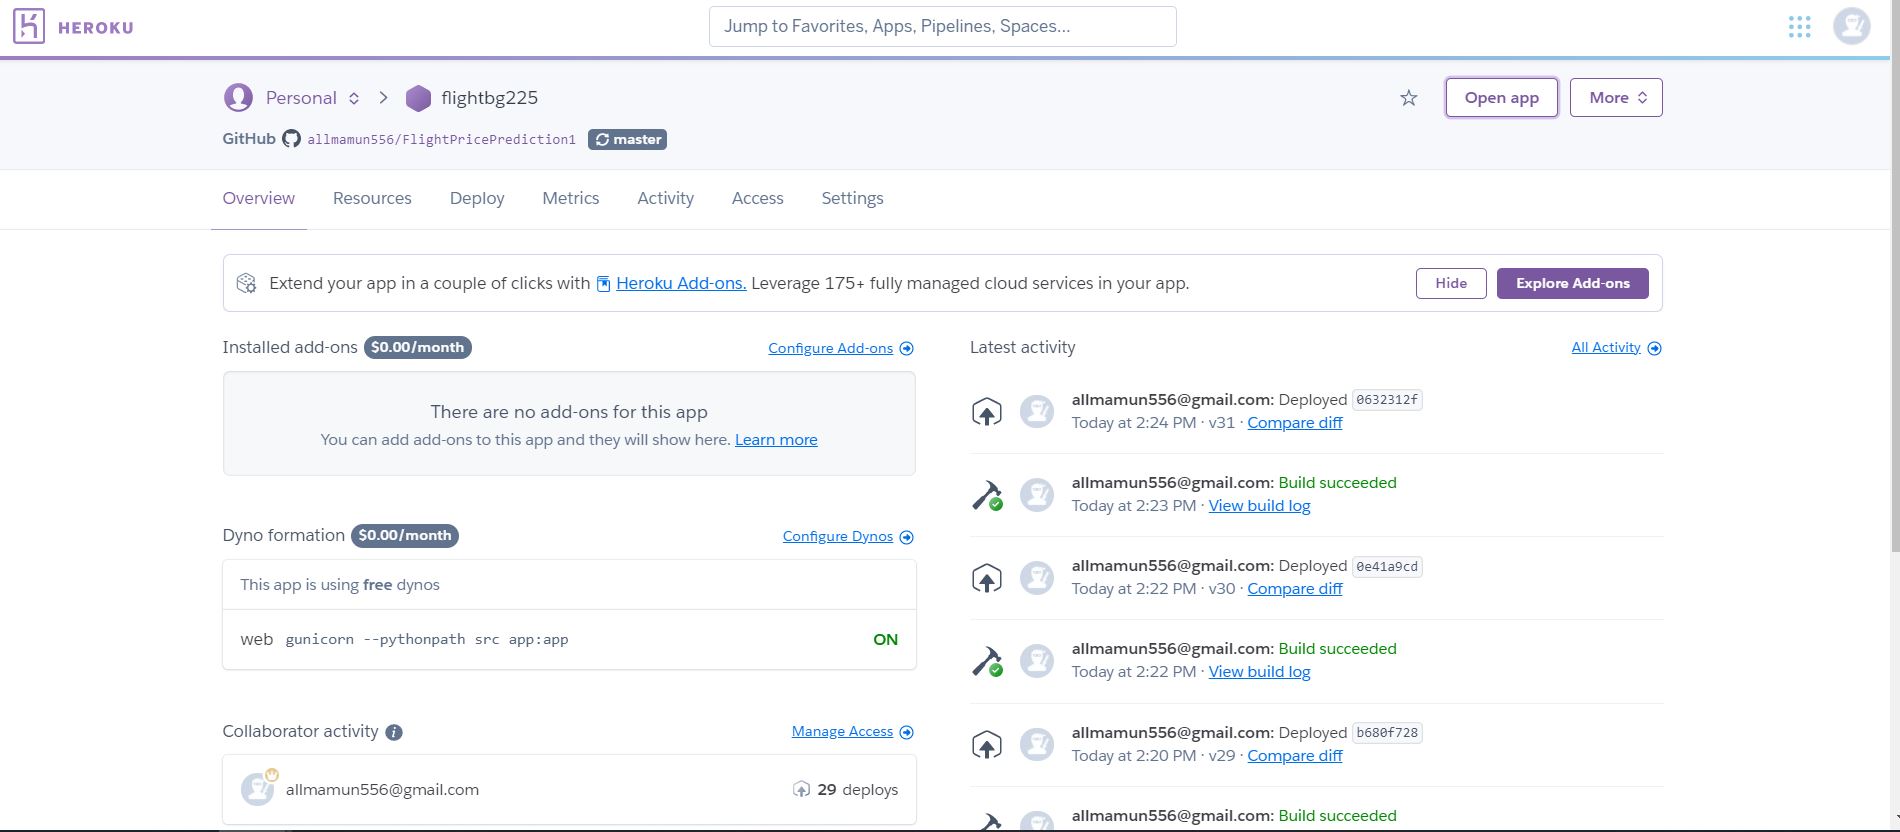 HEROKU
Jump to Favorites, Apps, Pipelines, Spaces...
Personal > flightbg225
Open app
More
GitHub allmamun556/FlightPricePrediction1 master
Overview Resources Deploy Metrics Activity Access Settings
Extend your app in a couple of clicks with Heroku Add-ons. Leverage 175+ fully managed cloud services in your app.
Hide
Explore Add-ons
Installed add-ons $0.00/month
Configure Add-ons
There are no add-ons for this app
You can add add-ons to this app and they will show here. Learn more
Dyno formation $0.00/month
Configure Dynos
This app is using free dynos
web gunicorn --pythonpath src app:app ON
Collaborator activity i
Manage Access
allmamun556@gmail.com 29 deploys
Latest activity
All Activity
allmamun556@gmail.com: Deployed 0632312f
Today at 2:24 PM · v31 · Compare diff
allmamun556@gmail.com: Build succeeded
Today at 2:23 PM · View build log
allmamun556@gmail.com: Deployed 0e41a9cd
Today at 2:22 PM · v30 · Compare diff
allmamun556@gmail.com: Build succeeded
Today at 2:22 PM · View build log
allmamun556@gmail.com: Deployed b680f728
Today at 2:20 PM · v29 · Compare diff
allmamun556@gmail.com: Build succeeded